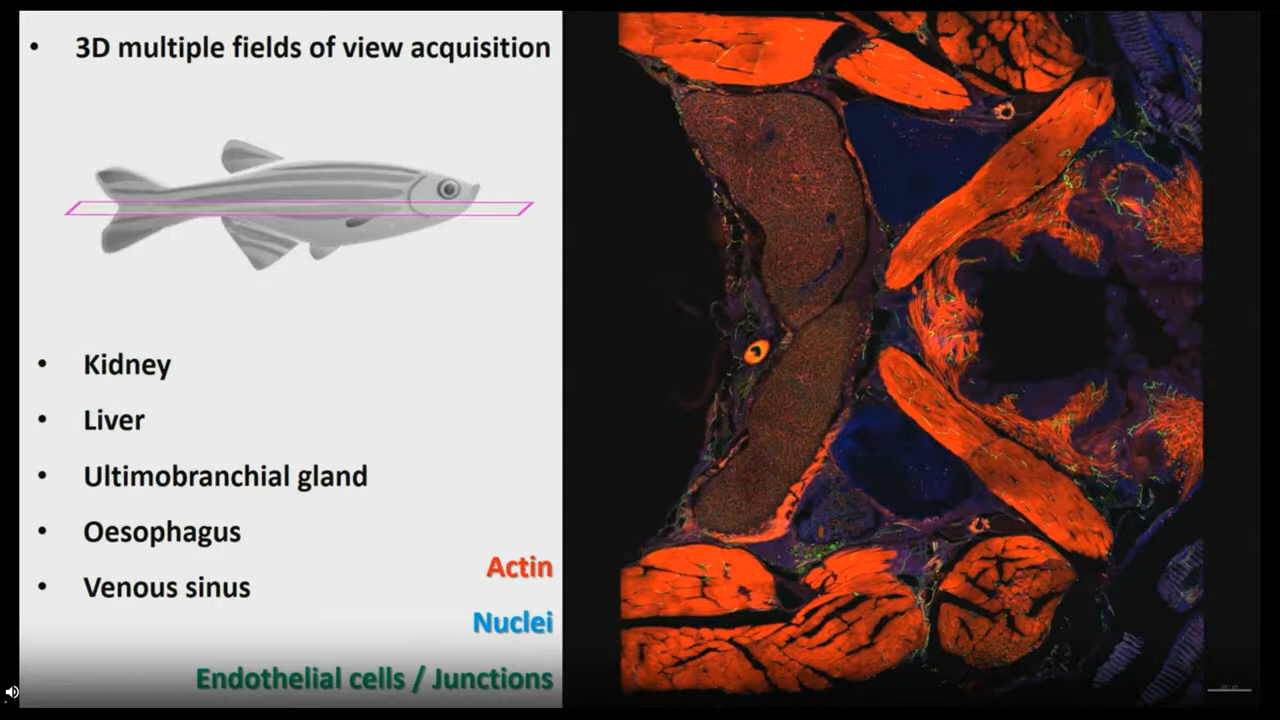 • 3D multiple fields of view acquisition
• Kidney
• Liver
• Ultimobranchial gland
• Oesophagus
• Venous sinus
Actin
Nuclei
Endothelial cells / Junctions